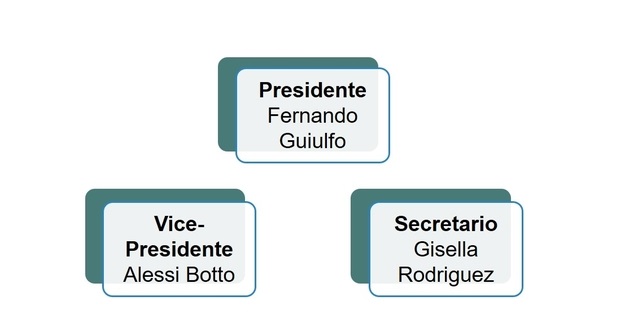 Presidente
Fernando
Guiulfo
Vice-
Presidente
Alessi Botto
Secretario
Gisella
Rodriguez